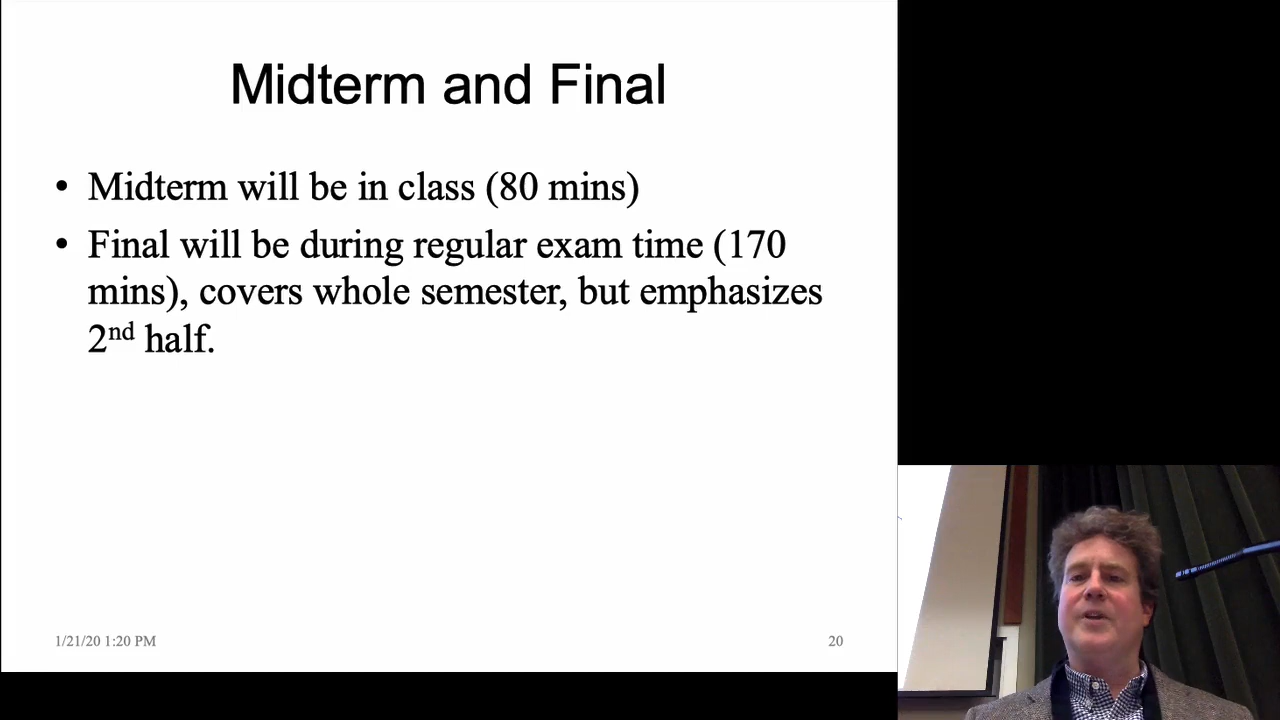 Midterm and Final
• Midterm will be in class (80 mins)
• Final will be during regular exam time (170
mins), covers whole semester, but emphasizes
2nd half.
1/21/20 1:20 PM
20